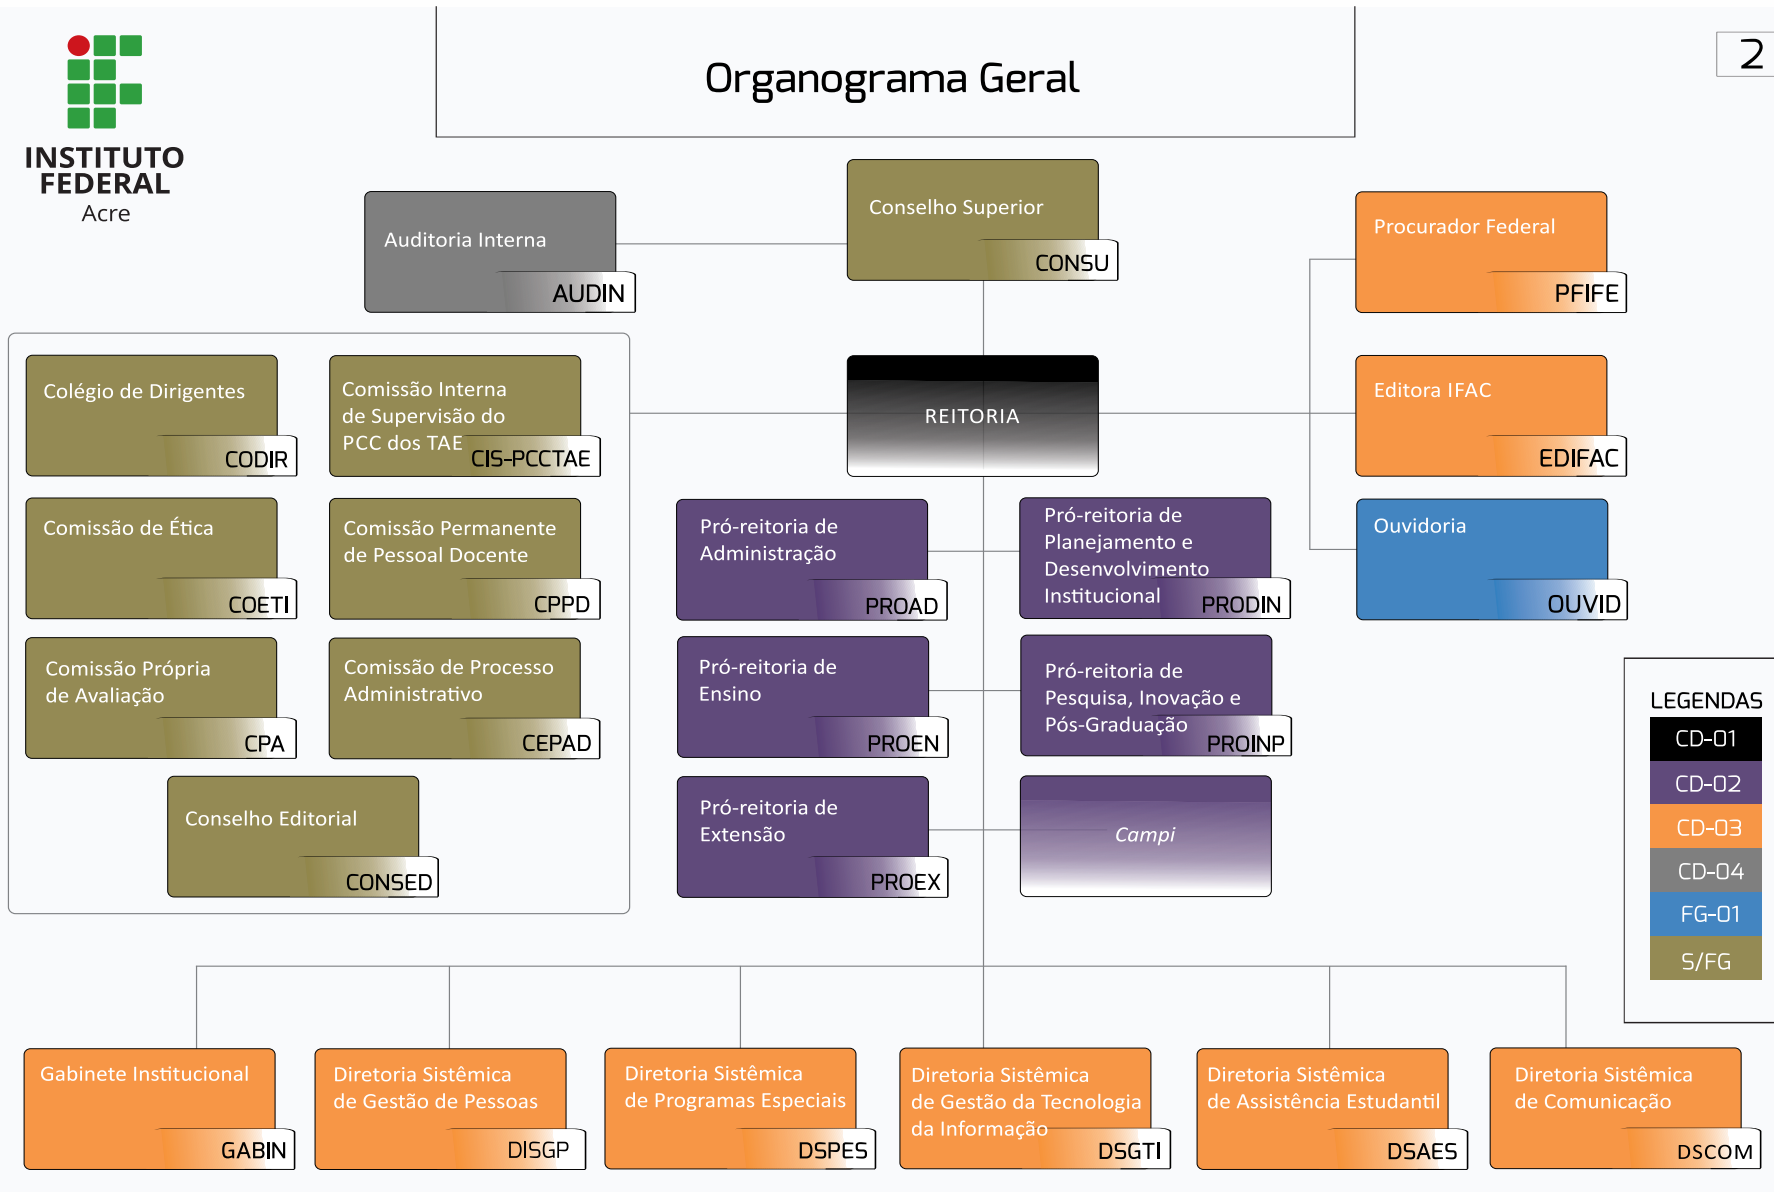 INSTITUTO
FEDERAL
Acre
Organograma Geral
2
Auditoria Interna
AUDIN
Conselho Superior
CONSU
Procurador Federal
PFIFE
Colégio de Dirigentes
CODIR
Comissão Interna
de Supervisão do
PCC dos TAE
CIS-PCCTAE
REITORIA
Editora IFAC
EDIFAC
Comissão de Ética
COETI
Comissão Permanente
de Pessoal Docente
CPPD
Pró-reitoria de
Administração
PROAD
Pró-reitoria de
Planejamento e
Desenvolvimento
Institucional
PRODIN
Ouvidoria
OUVID
Comissão Própria
de Avaliação
CPA
Comissão de Processo
Administrativo
CEPAD
Pró-reitoria de
Ensino
PROEN
Pró-reitoria de
Pesquisa, Inovação e
Pós-Graduação
PROINP
Conselho Editorial
CONSED
Pró-reitoria de
Extensão
PROEX
Campi
LEGENDAS
CD-01
CD-02
CD-03
CD-04
FG-01
S/FG
Gabinete Institucional
GABIN
Diretoria Sistêmica
de Gestão de Pessoas
DISGP
Diretoria Sistêmica
de Programas Especiais
DSPES
Diretoria Sistêmica
de Gestão da Tecnologia
da Informação
DSGTI
Diretoria Sistêmica
de Assistência Estudantil
DSAES
Diretoria Sistêmica
de Comunicação
DSCOM